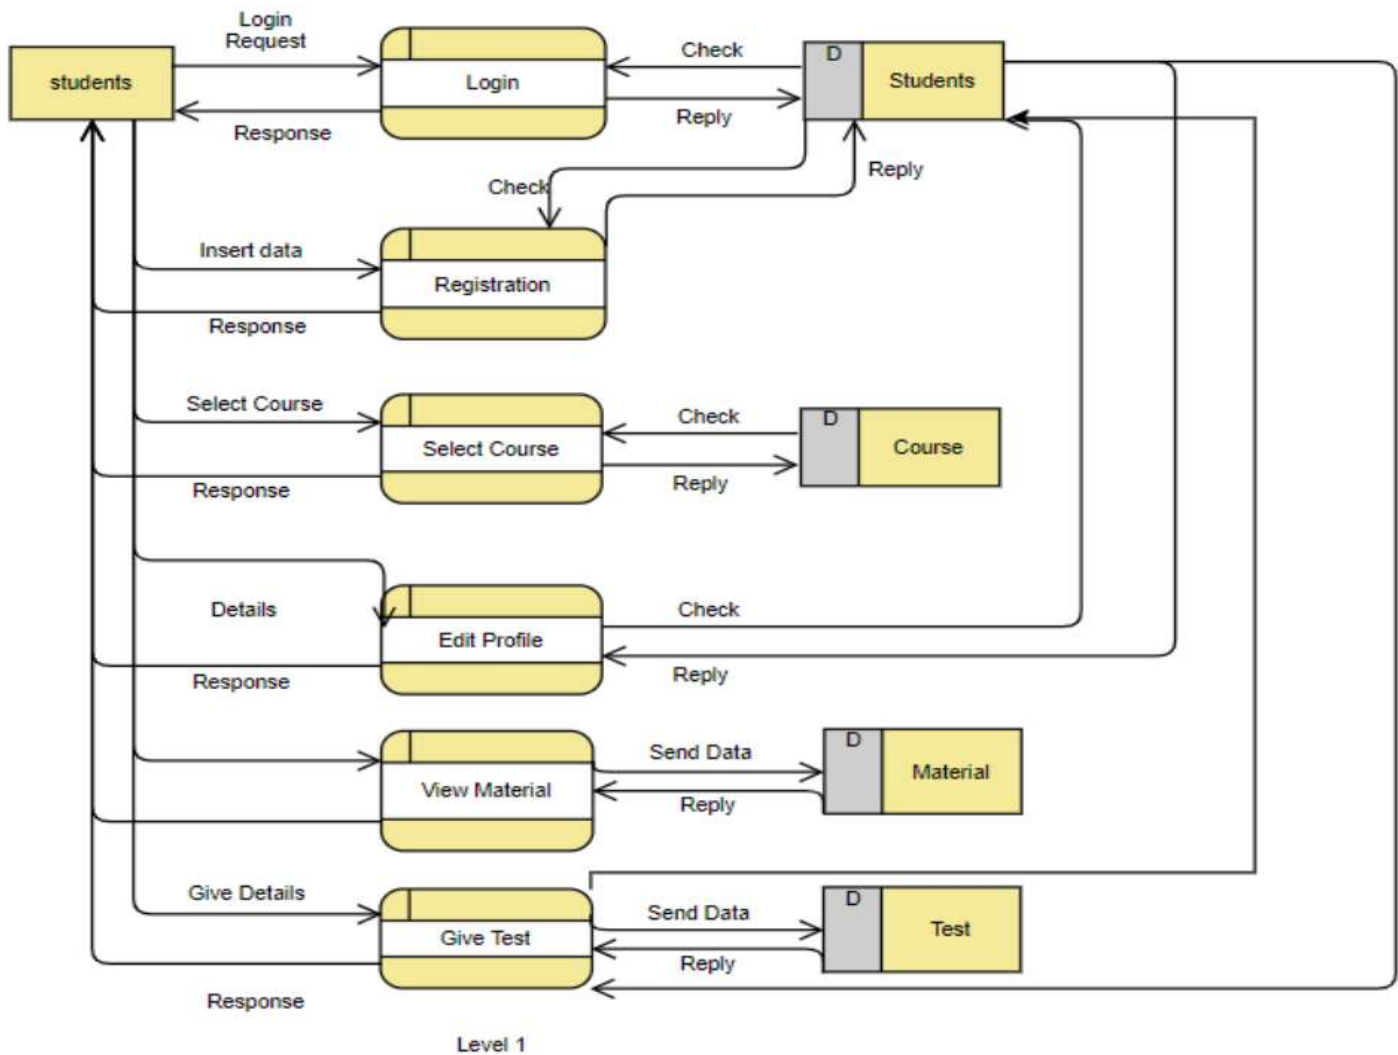 Login
Request
students
Login
Check
D
Students
Response
Reply
Check
Reply
Insert data
Registration
Response
Select Course
Select Course
Check
D
Course
Response
Reply
Details
Edit Profile
Check
Response
Reply
View Material
Send Data
D
Material
Reply
Give Details
Give Test
Send Data
D
Test
Reply
Response
Level 1